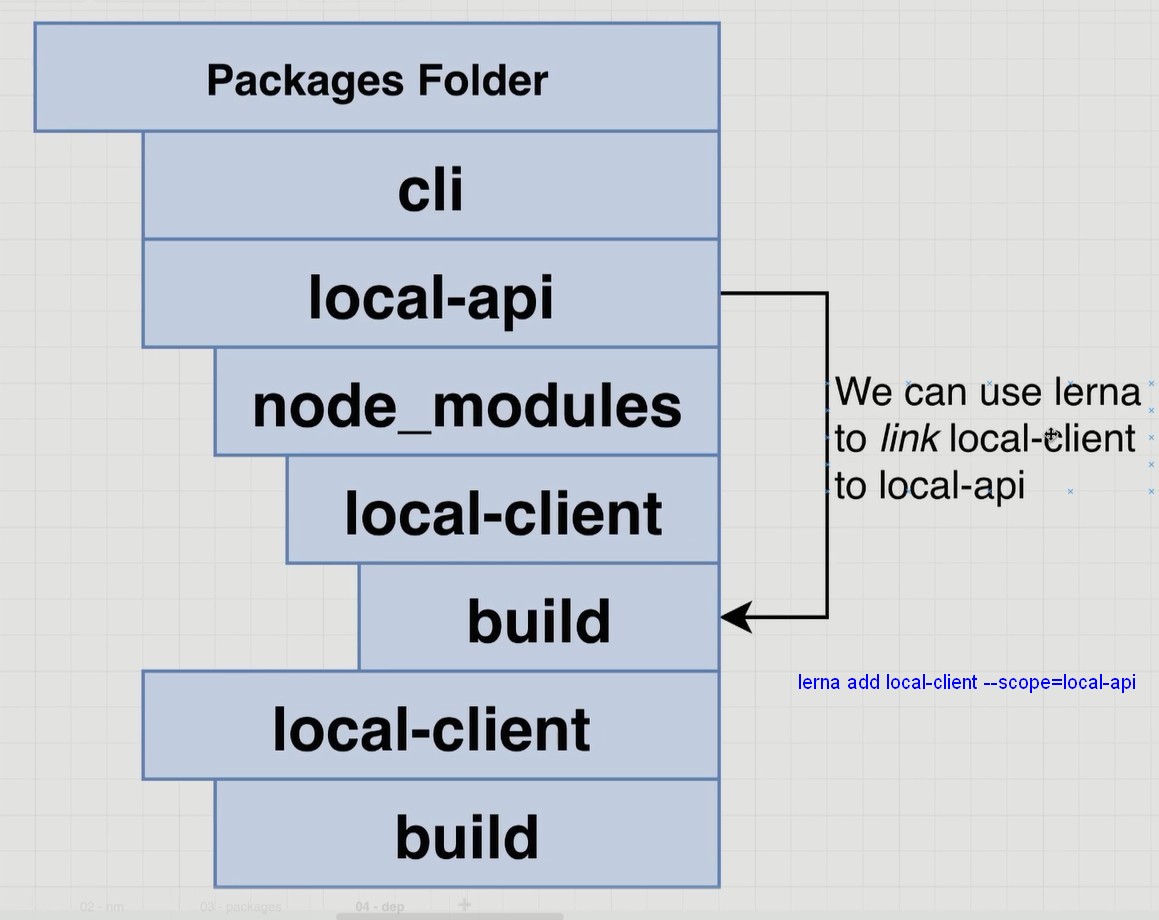 Packages Folder
cli
local-api
node_modules
We can use lerna
to link local-client
to local-api
local-client
build
lerna add local-client --scope=local-api
local-client
build
02 - nm
03 - packages
04 - dep